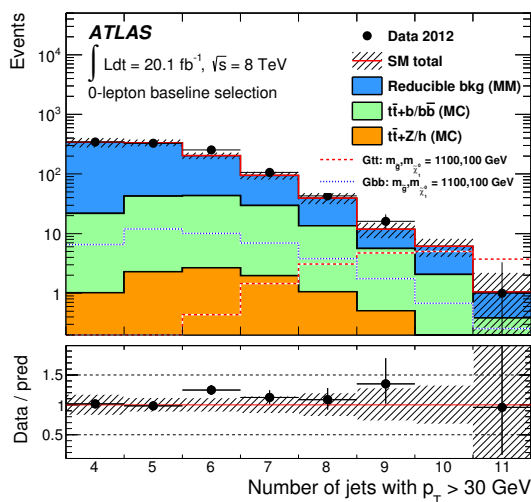 Events
10⁴
10³
10²
10
1
ATLAS
∫ Ldt = 20.1 fb⁻¹, √s = 8 TeV
0-lepton baseline selection
Data 2012
SM total
Reducible bkg (MM)
tt̄+b/bb̄ (MC)
tt̄+Z/h (MC)
Gtt: m_g̃,m_χ̃⁰₁ = 1100,100 GeV
Gbb: m_g̃,m_χ̃⁰₁ = 1100,100 GeV
Data / pred
1.5
1
0.5
4 5 6 7 8 9 10 11
Number of jets with p_T > 30 GeV